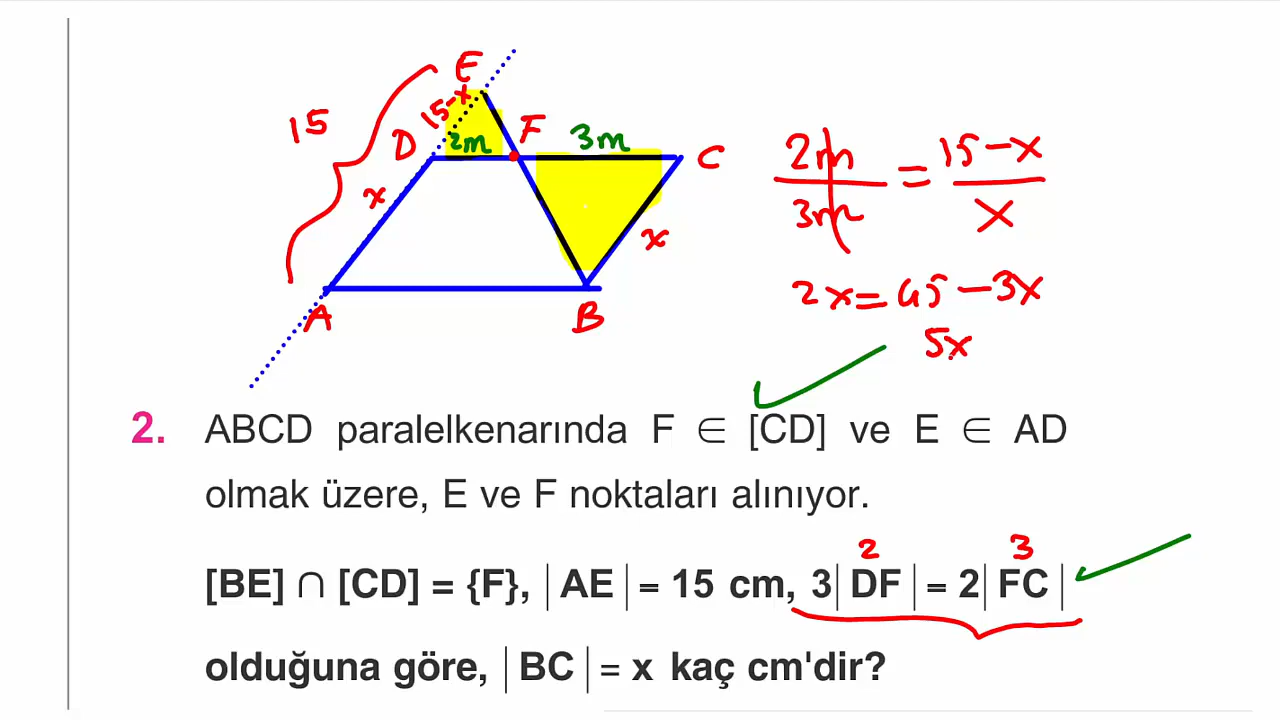 E
15
15-x
D
2m
F
3m
C
x
x
A
B
2m/3m = 15-x/x
2x = 45 - 3x
5x
2. ABCD paralelkenarında F ∈ [CD] ve E ∈ AD
olmak üzere, E ve F noktaları alınıyor.
2 3
[BE] ∩ [CD] = {F}, |AE| = 15 cm, 3|DF| = 2|FC|
olduğuna göre, |BC| = x kaç cm'dir?